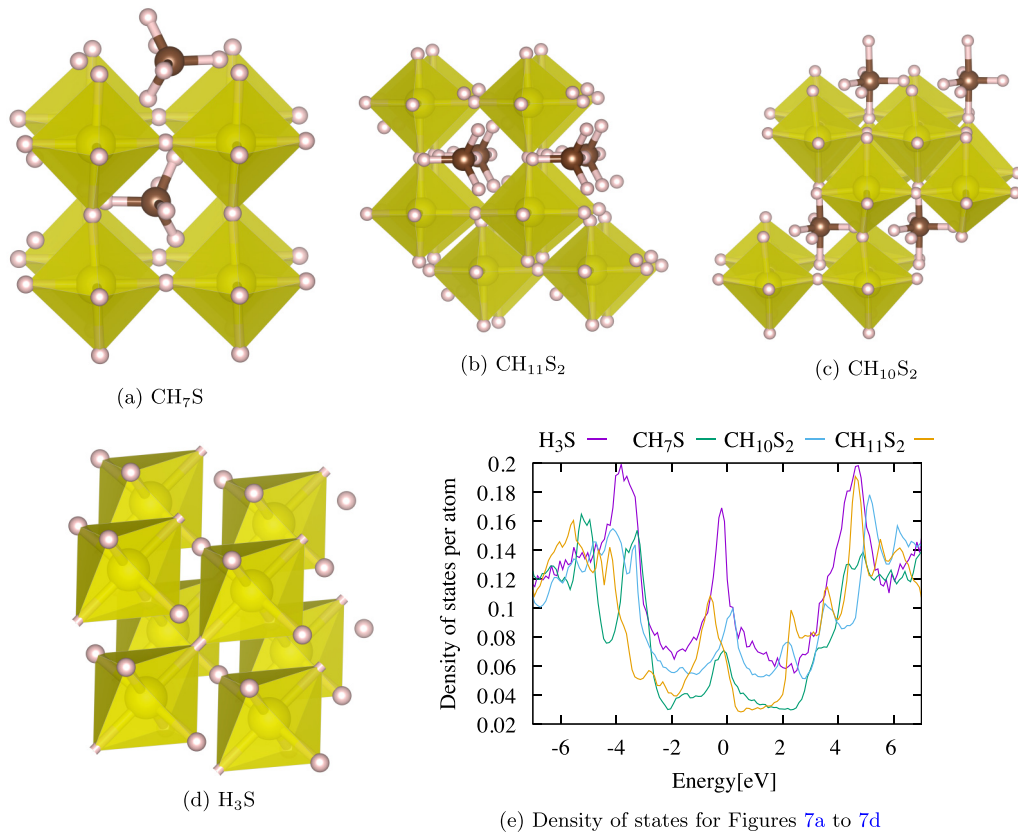 (a) CH₇S
(b) CH₁₁S₂
(c) CH₁₀S₂
(d) H₃S
H₃S CH₇S CH₁₀S₂ CH₁₁S₂
Density of states per atom
0.2
0.18
0.16
0.14
0.12
0.1
0.08
0.06
0.04
0.02
-6 -4 -2 0 2 4 6
Energy[eV]
(e) Density of states for Figures 7a to 7d